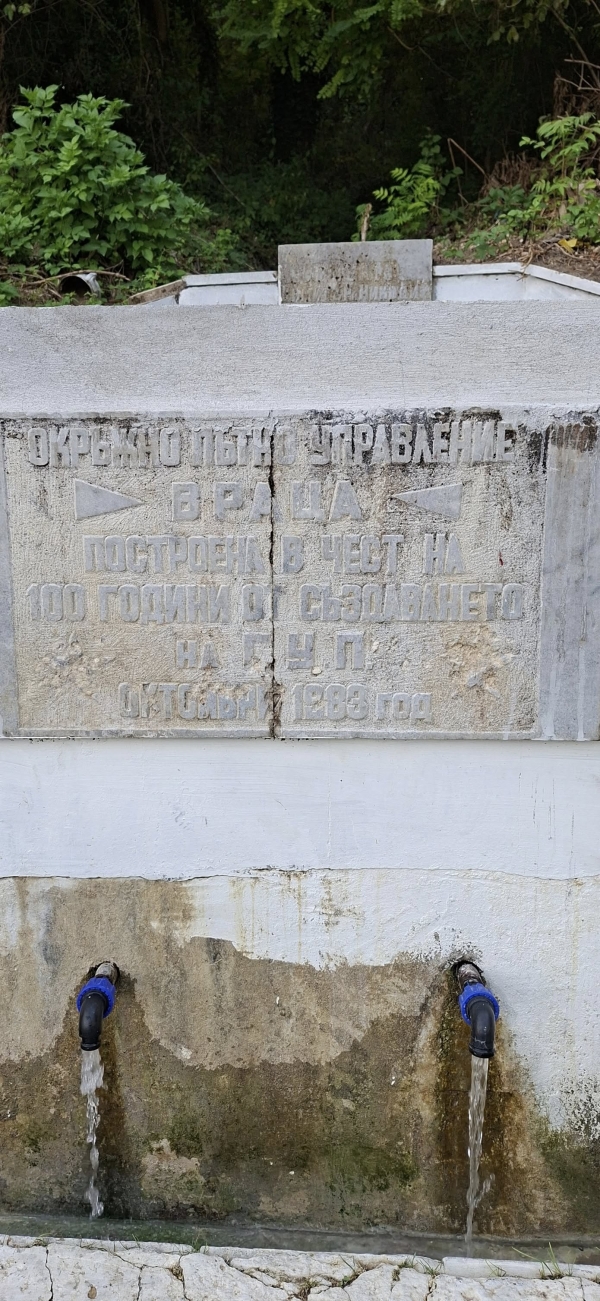 ОКРЪЖНО ПЪТНО УПРАВЛЕНИЕ
ВРАЦА
ПОСТРОЕНА В ЧЕСТ НА
100 ГОДИНИ ОТ СЪЗДАВАНЕТО
НА Г.У.П.
ОКТОМВРИ 1983 ГОД